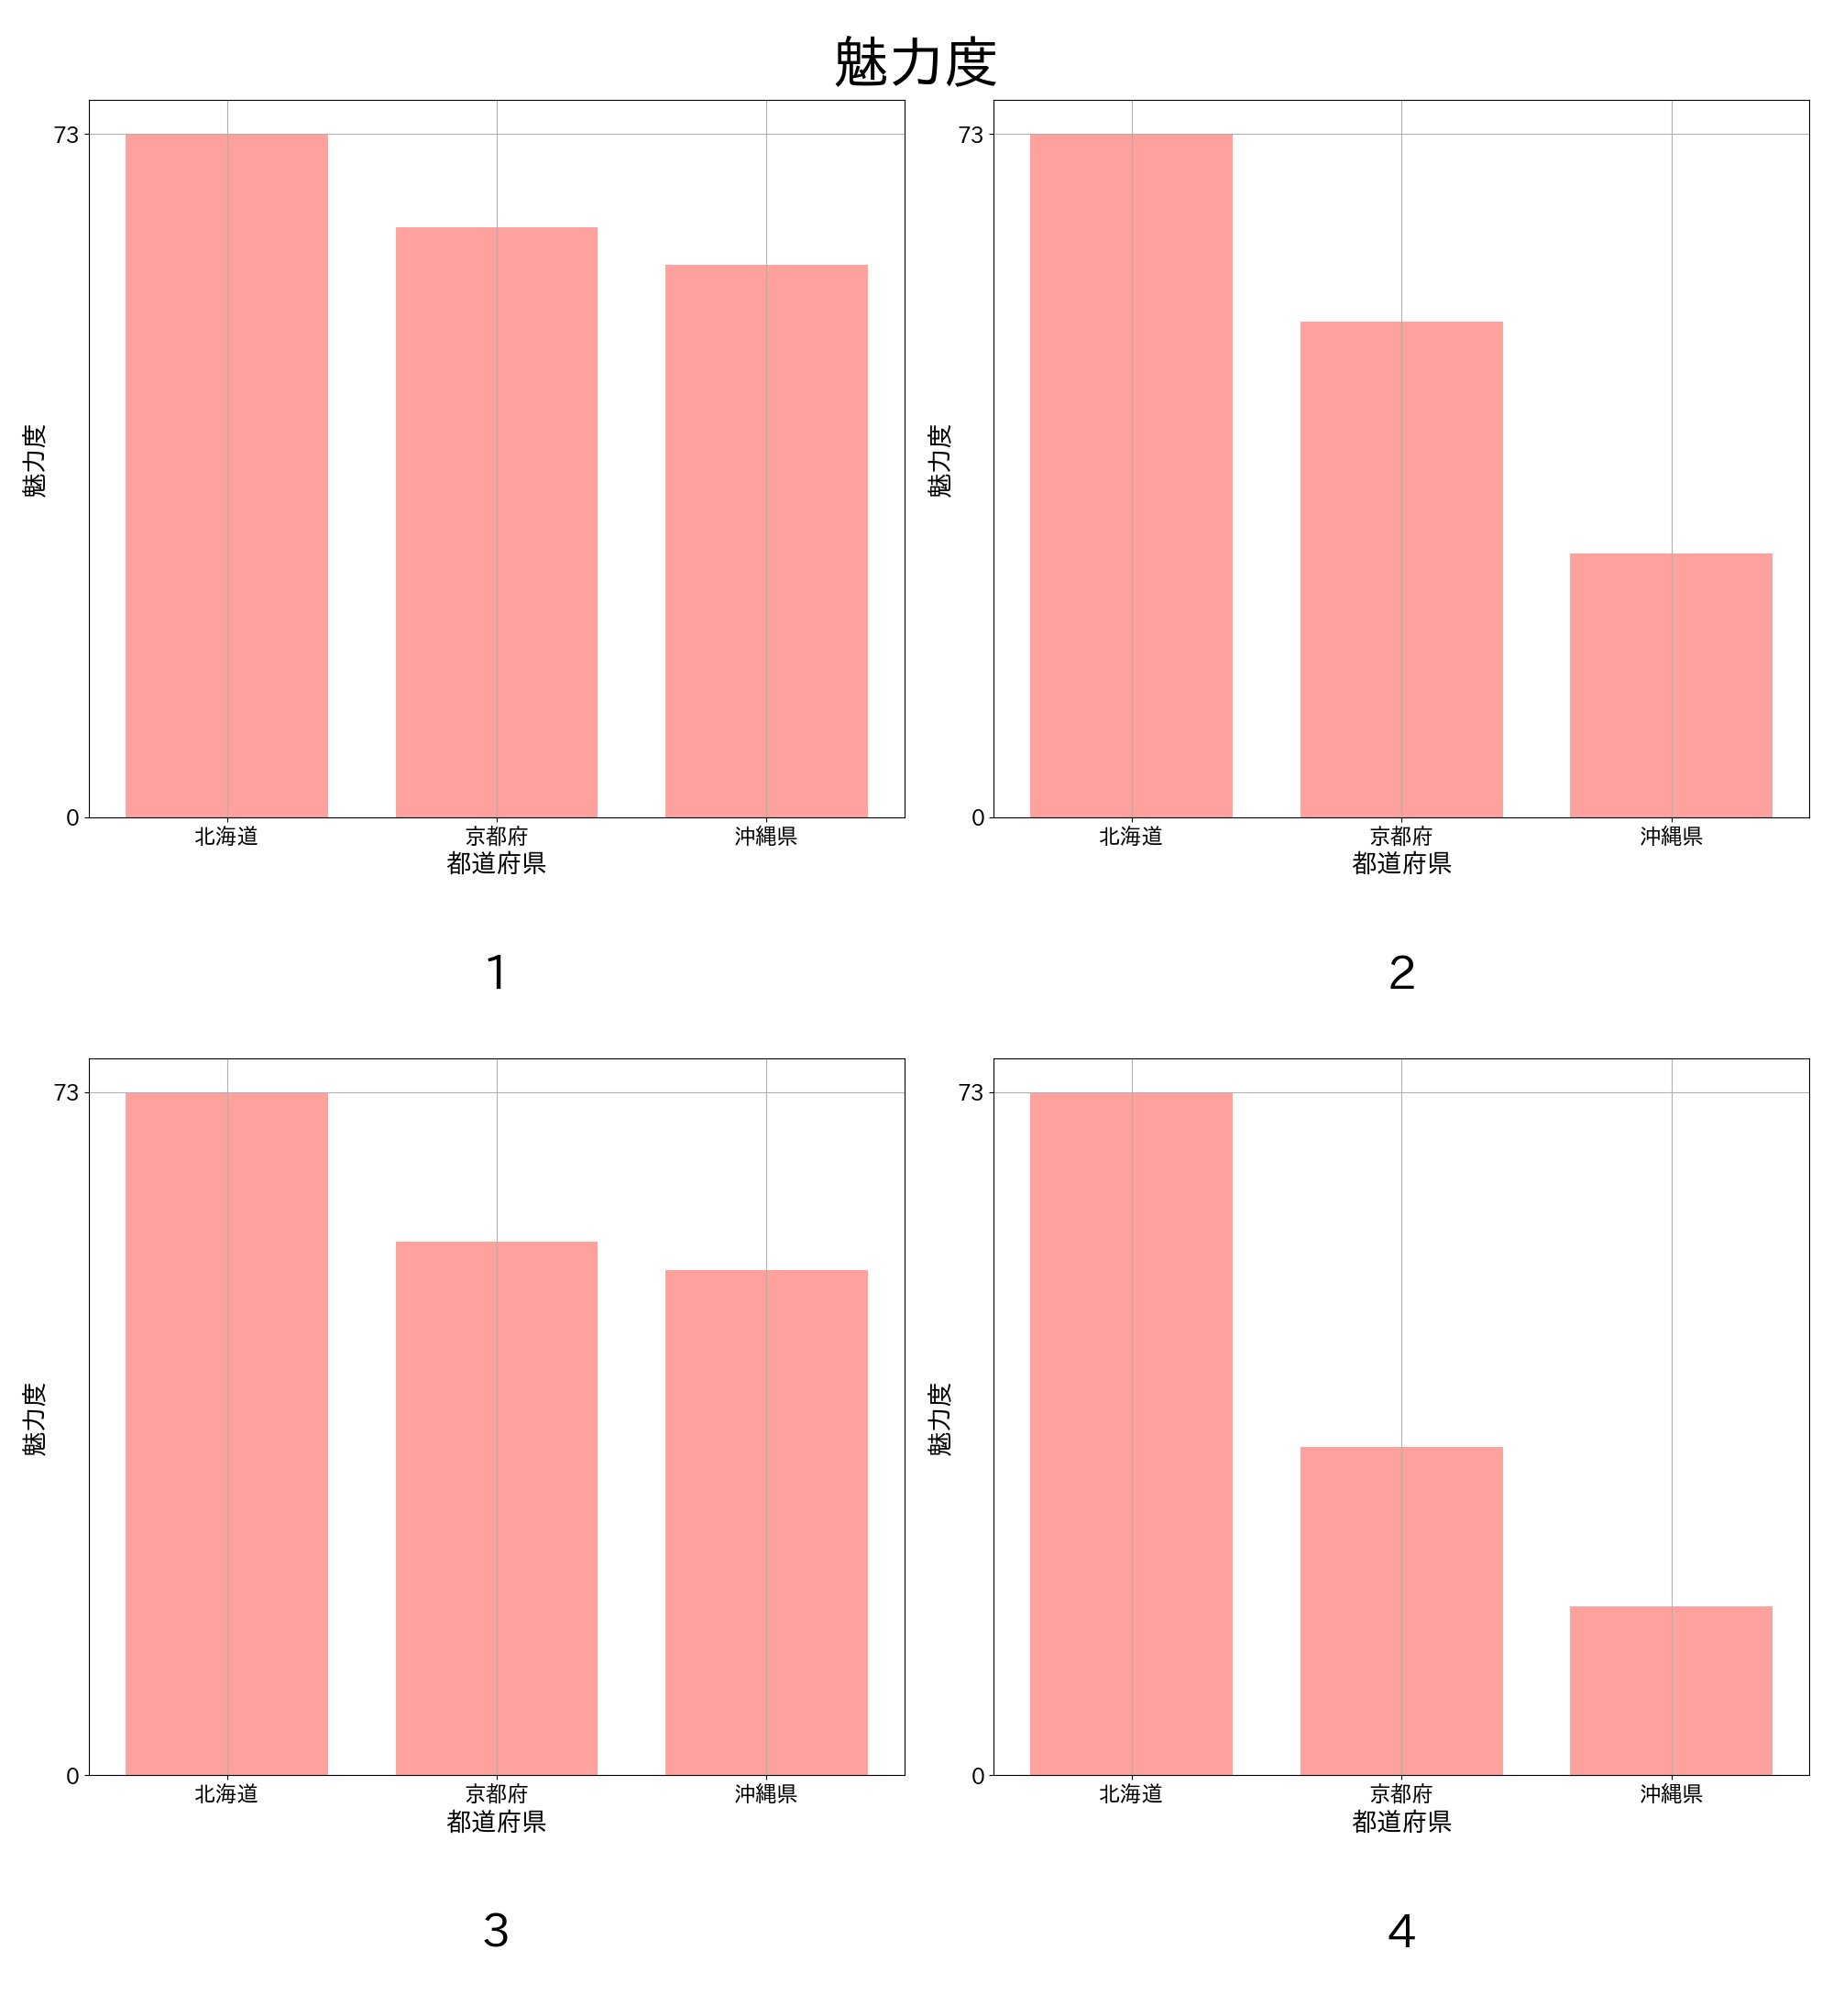 魅力度
73
0
魅力度
北海道 京都府 沖縄県
都道府県
1
73
0
魅力度
北海道 京都府 沖縄県
都道府県
2
73
0
魅力度
北海道 京都府 沖縄県
都道府県
3
73
0
魅力度
北海道 京都府 沖縄県
都道府県
4